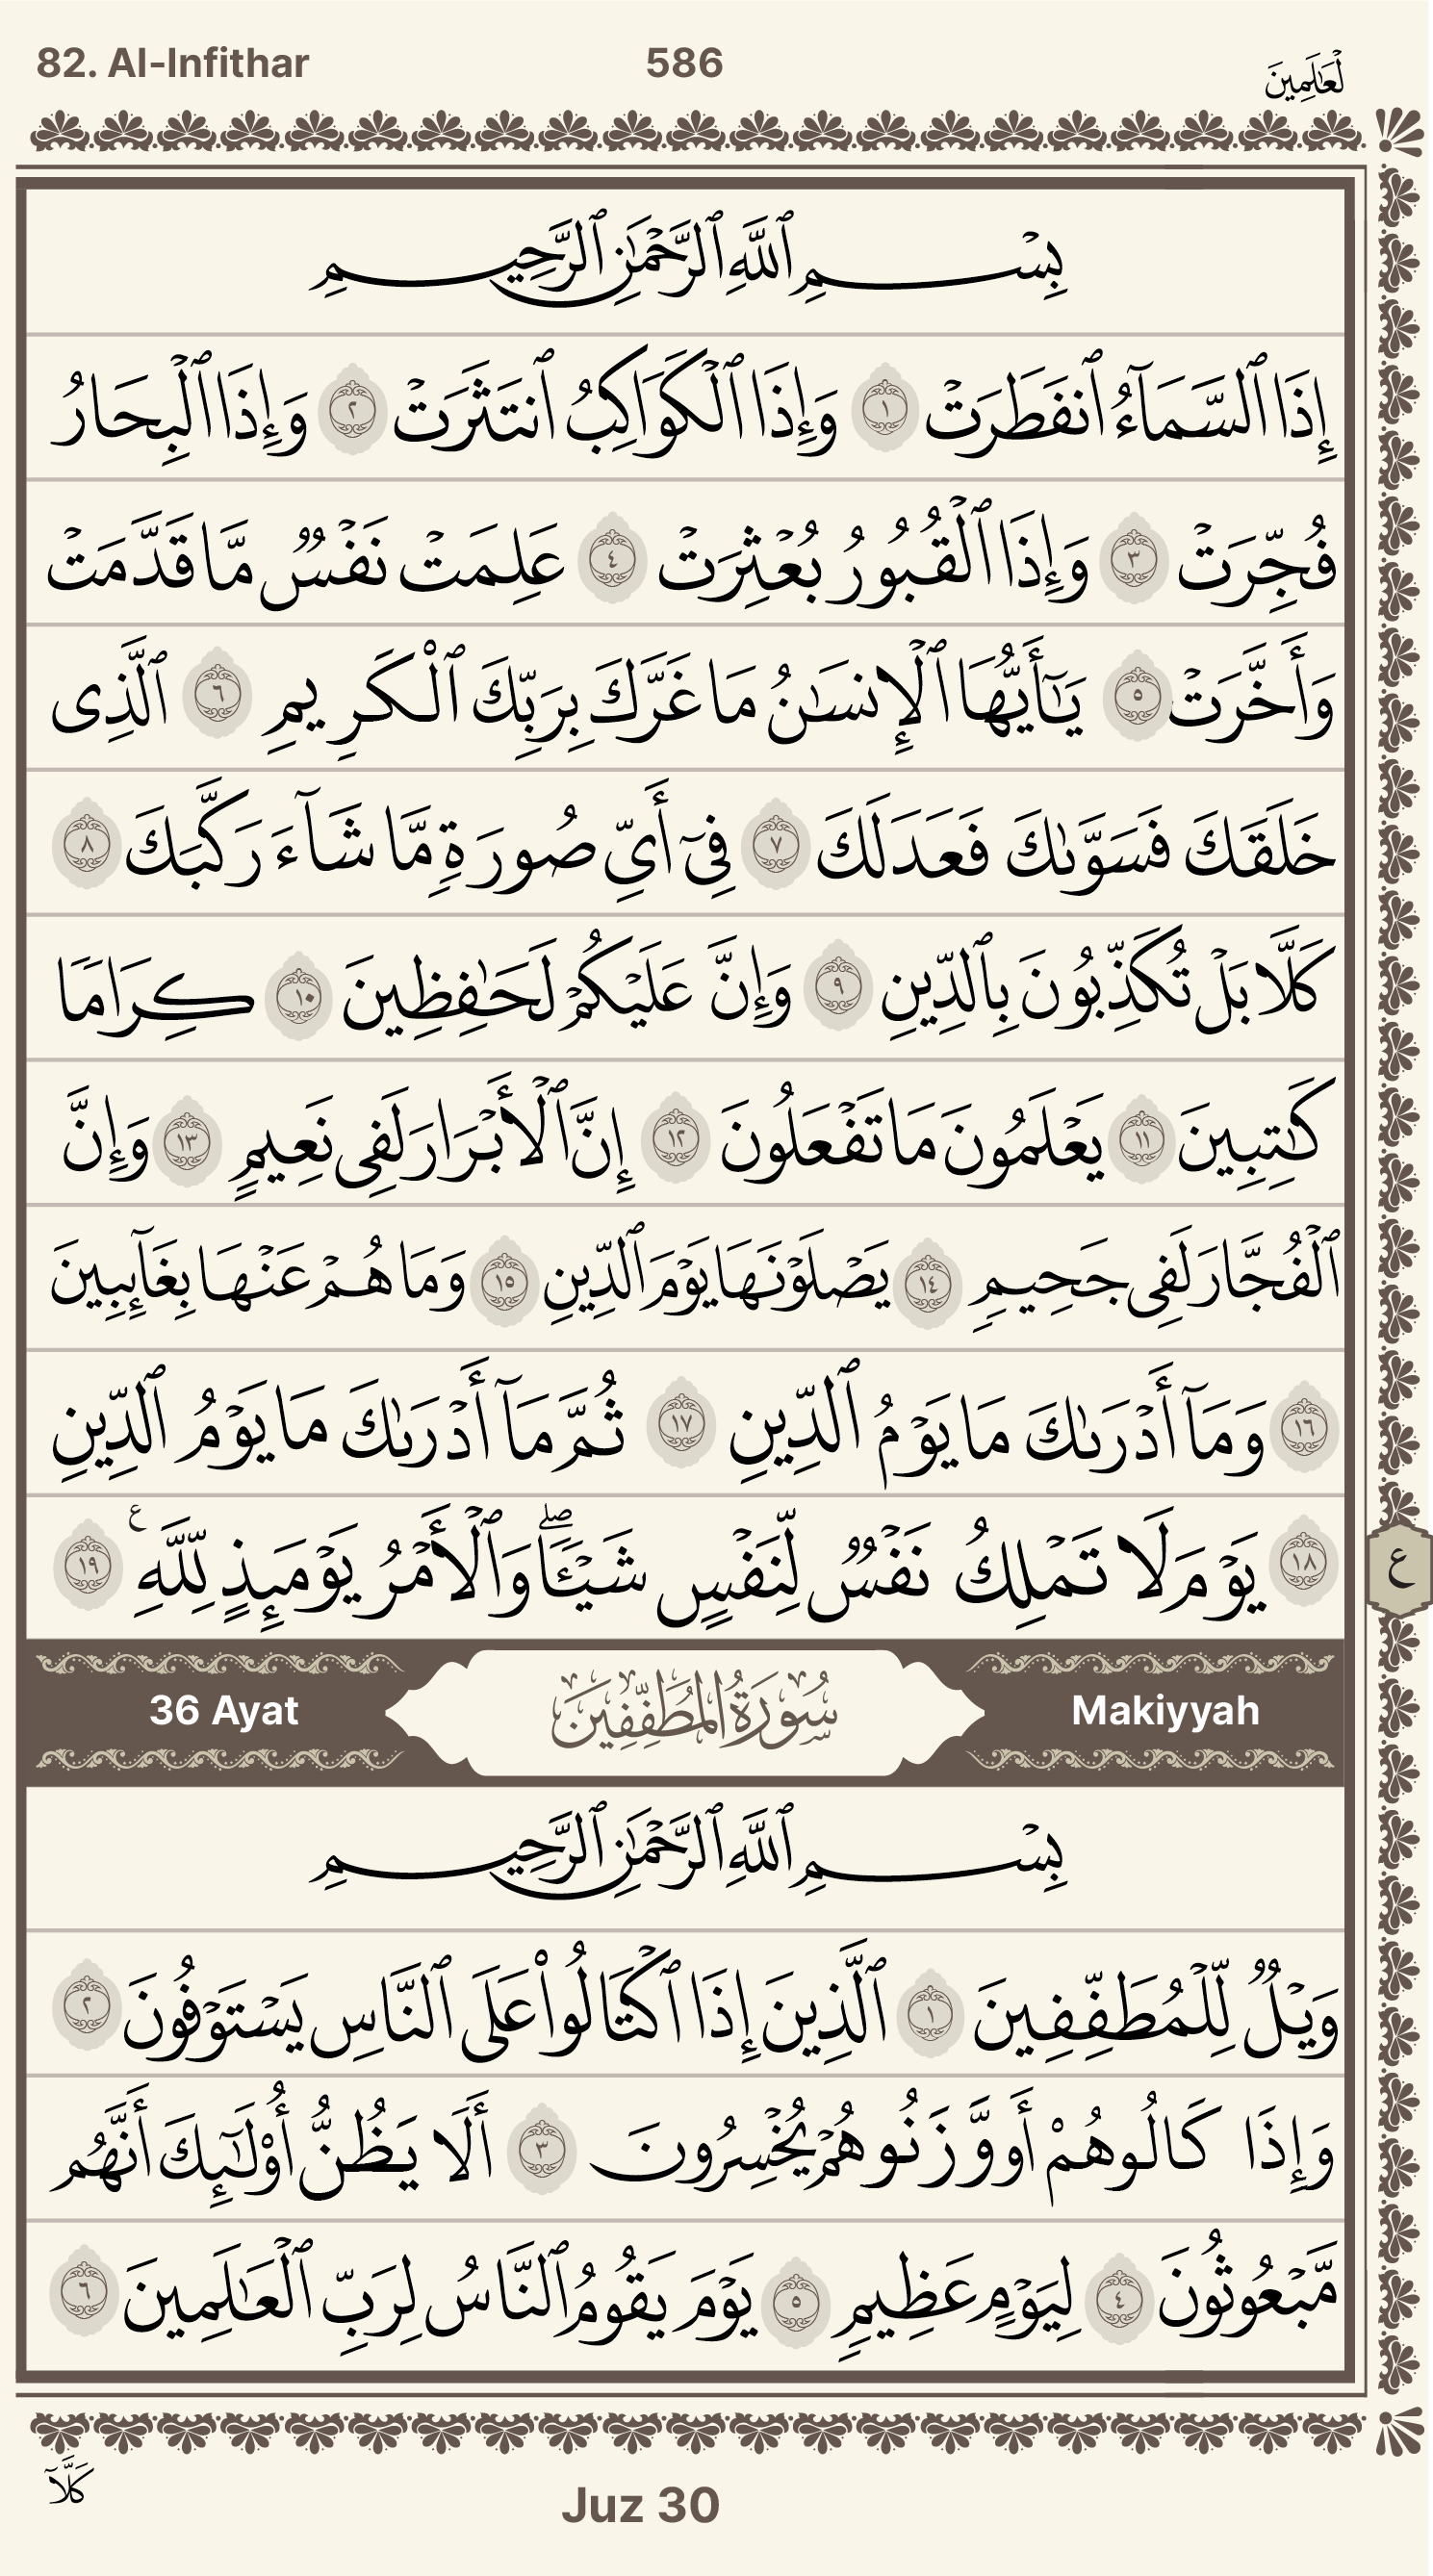 82. Al-Infithar 586 لْعَٰلَمِينَ
بِسْمِ ٱللَّهِ ٱلرَّحْمَٰنِ ٱلرَّحِيمِ
إِذَا ٱلسَّمَآءُ ٱنفَطَرَتْ ١ وَإِذَا ٱلْكَوَاكِبُ ٱنتَثَرَتْ ٢ وَإِذَا ٱلْبِحَارُ
فُجِّرَتْ ٣ وَإِذَا ٱلْقُبُورُ بُعْثِرَتْ ٤ عَلِمَتْ نَفْسٌ مَّا قَدَّمَتْ
وَأَخَّرَتْ ٥ يَٰٓأَيُّهَا ٱلْإِنسَٰنُ مَا غَرَّكَ بِرَبِّكَ ٱلْكَرِيمِ ٦ ٱلَّذِى
خَلَقَكَ فَسَوَّىٰكَ فَعَدَلَكَ ٧ فِىٓ أَىِّ صُورَةٍ مَّا شَآءَ رَكَّبَكَ ٨
كَلَّا بَلْ تُكَذِّبُونَ بِٱلدِّينِ ٩ وَإِنَّ عَلَيْكُمْ لَحَٰفِظِينَ ١٠ كِرَامًا
كَٰتِبِينَ ١١ يَعْلَمُونَ مَا تَفْعَلُونَ ١٢ إِنَّ ٱلْأَبْرَارَ لَفِى نَعِيمٍ ١٣ وَإِنَّ
ٱلْفُجَّارَ لَفِى جَحِيمٍ ١٤ يَصْلَوْنَهَا يَوْمَ ٱلدِّينِ ١٥ وَمَا هُمْ عَنْهَا بِغَآئِبِينَ
١٦ وَمَآ أَدْرَىٰكَ مَا يَوْمُ ٱلدِّينِ ١٧ ثُمَّ مَآ أَدْرَىٰكَ مَا يَوْمُ ٱلدِّينِ
١٨ يَوْمَ لَا تَمْلِكُ نَفْسٌ لِّنَفْسٍ شَيْـًٔا ۖ وَٱلْأَمْرُ يَوْمَئِذٍ لِّلَّهِ ع ١٩
ع
36 Ayat سُورَةُ المُطَفِّفِينَ Makiyyah
بِسْمِ ٱللَّهِ ٱلرَّحْمَٰنِ ٱلرَّحِيمِ
وَيْلٌ لِّلْمُطَفِّفِينَ ١ ٱلَّذِينَ إِذَا ٱكْتَالُوا۟ عَلَى ٱلنَّاسِ يَسْتَوْفُونَ ٢
وَإِذَا كَالُوهُمْ أَو وَّزَنُوهُمْ يُخْسِرُونَ ٣ أَلَا يَظُنُّ أُو۟لَٰٓئِكَ أَنَّهُم
مَّبْعُوثُونَ ٤ لِيَوْمٍ عَظِيمٍ ٥ يَوْمَ يَقُومُ ٱلنَّاسُ لِرَبِّ ٱلْعَٰلَمِينَ ٦
كَلَّآ
Juz 30